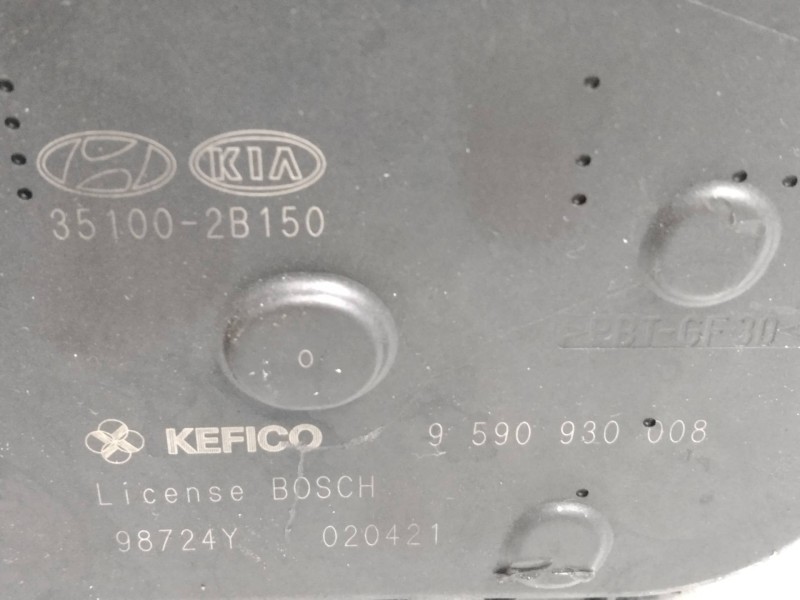 KIA
35100-2B150
>PBT-GF30<
KEFICO 9 590 930 008
License BOSCH
98724Y 020421